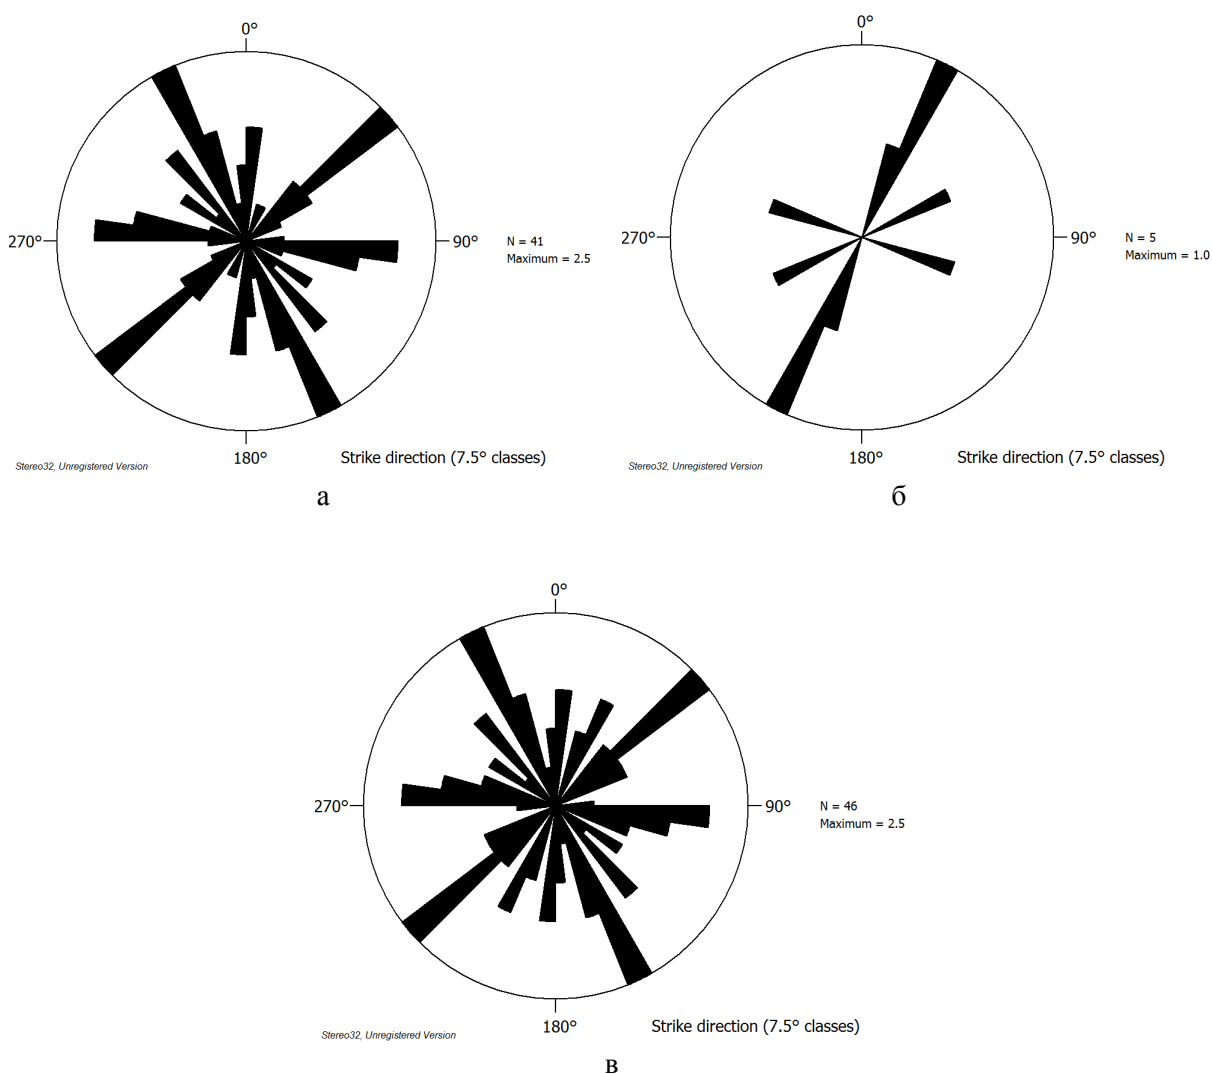 0°
0°
270°
90°
N = 41
Maximum = 2.5
270°
90°
N = 5
Maximum = 1.0
180°
Strike direction (7.5° classes)
Stereo32, Unregistered Version
180°
Strike direction (7.5° classes)
Stereo32, Unregistered Version
а
б
0°
270°
90°
N = 46
Maximum = 2.5
180°
Strike direction (7.5° classes)
Stereo32, Unregistered Version
в